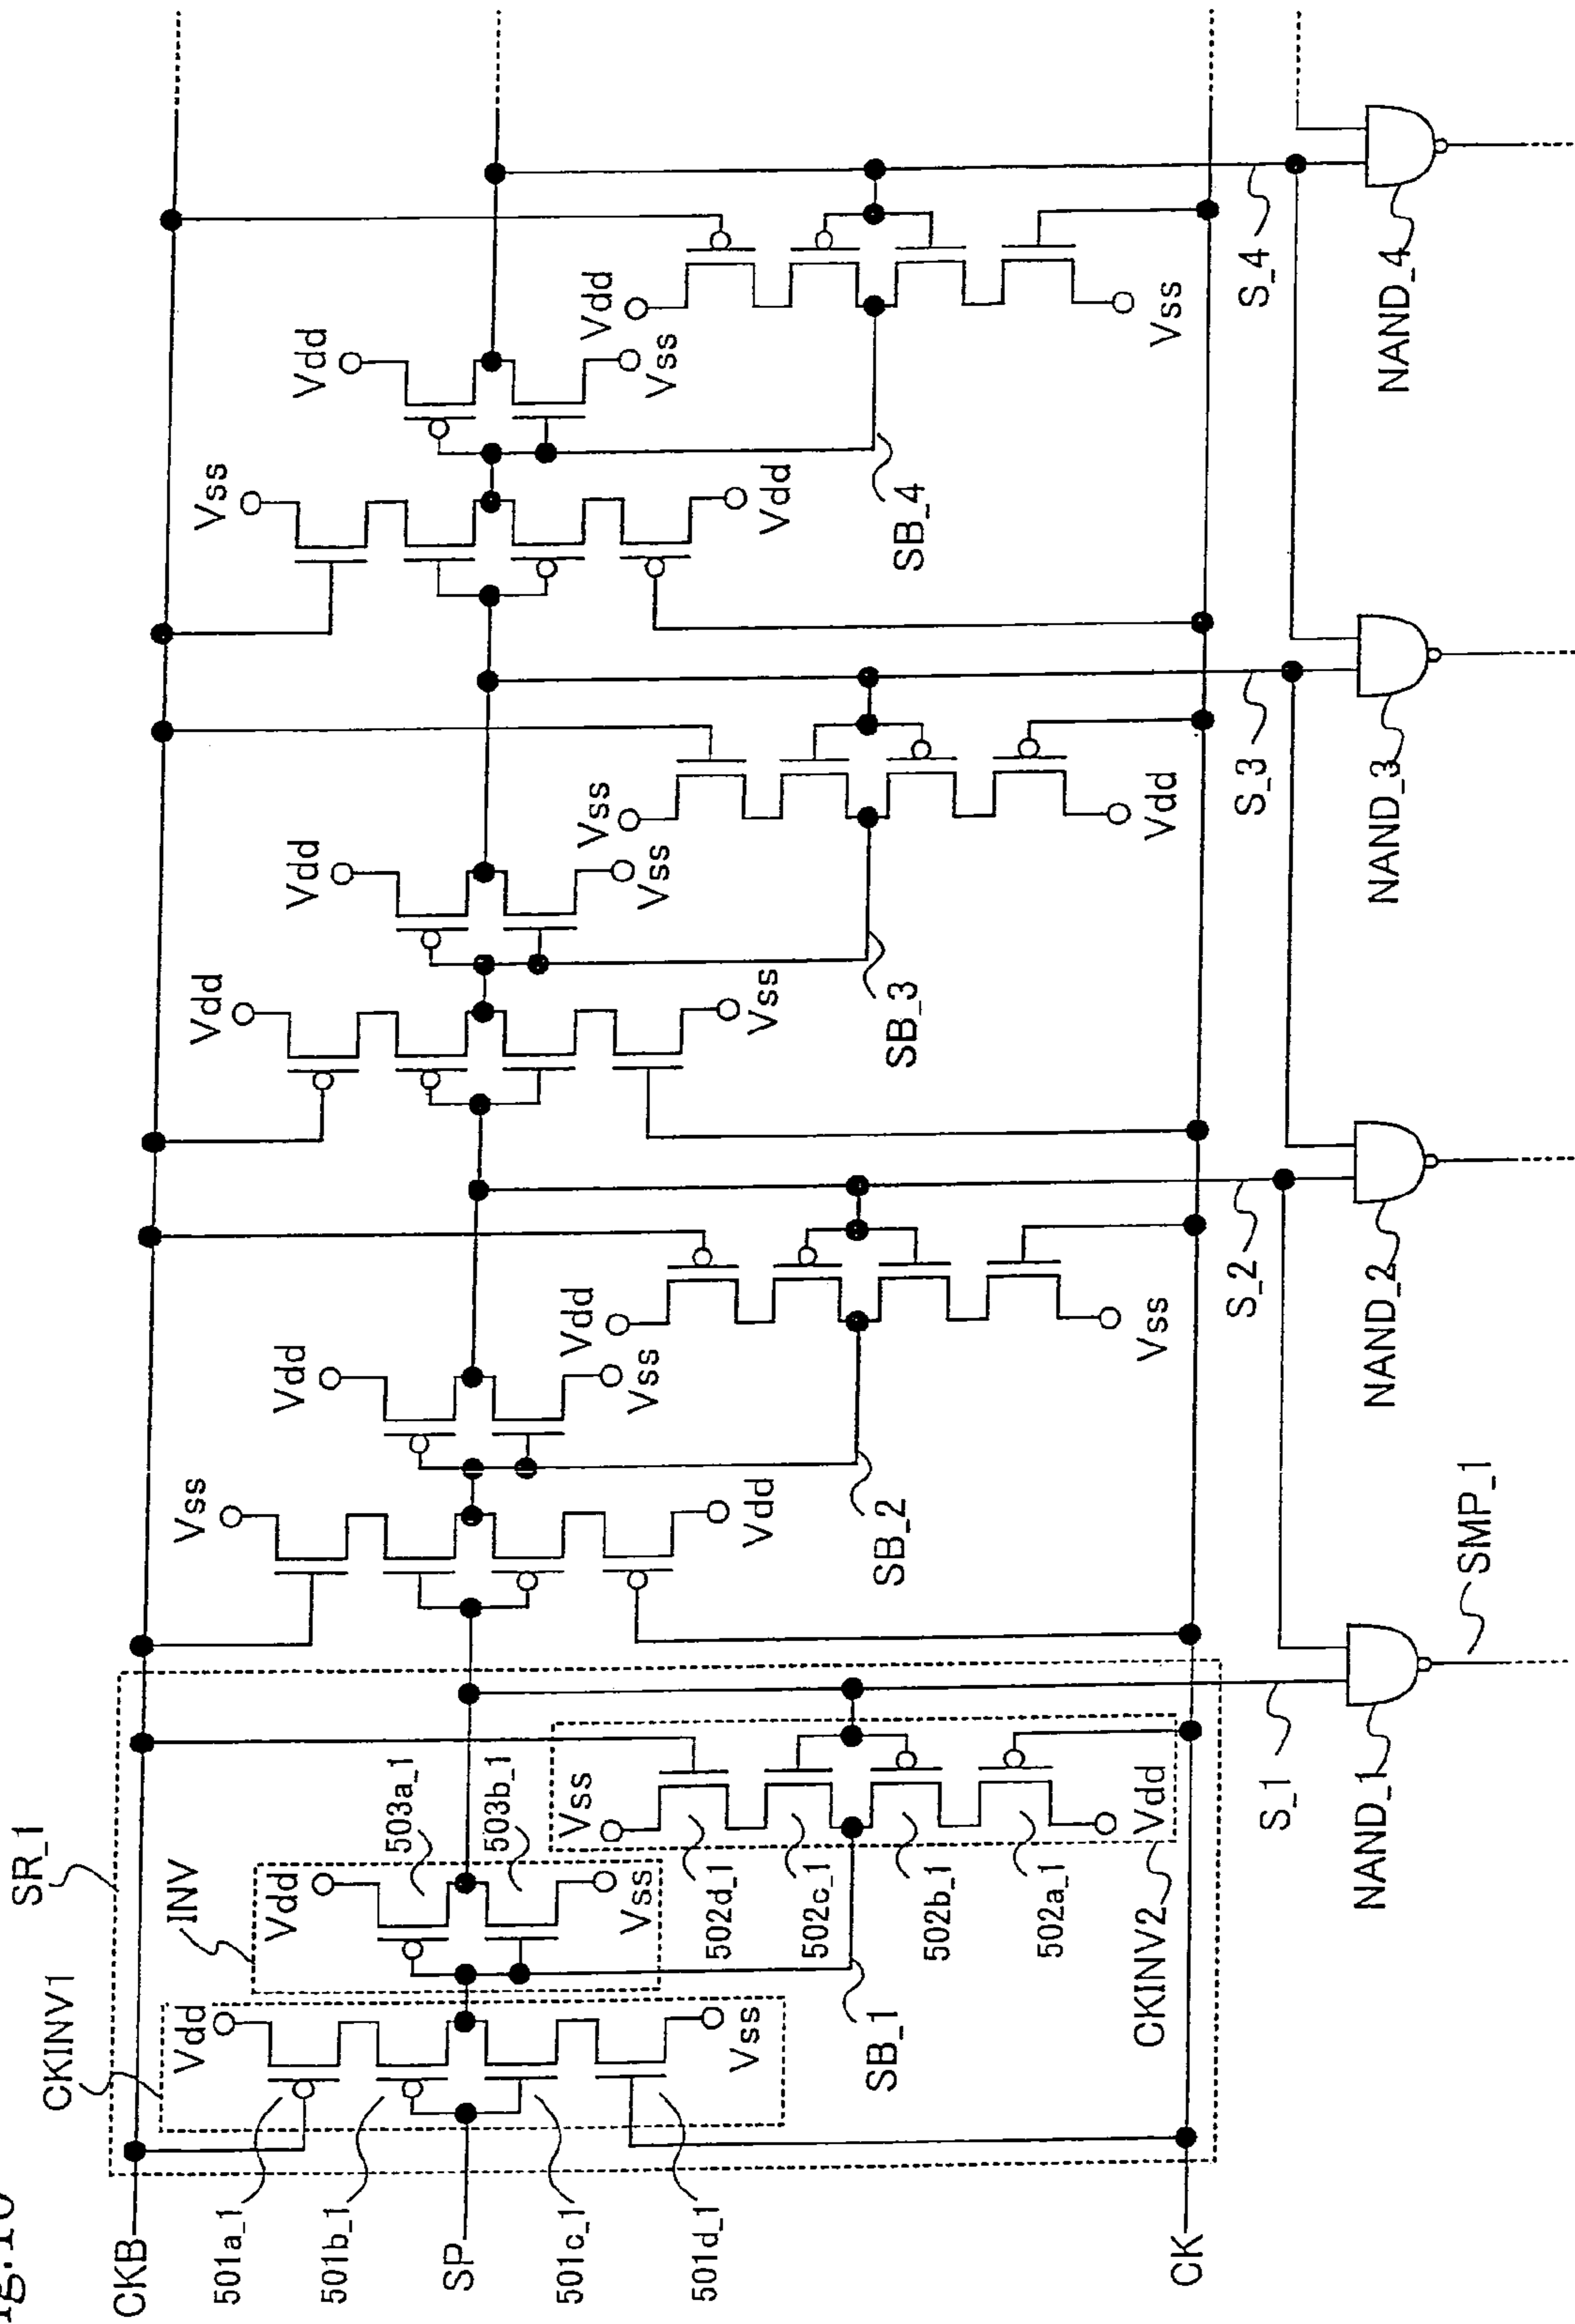 ig.10
SR_1
CKINV1
INV
CKB
Vdd
Vss
Vdd
Vss
501a_1
Vdd
503a_1
Vdd
Vdd
Vdd
501b_1
SP
503b_1
501c_1
Vss
Vss
Vss
Vss
Vss
Vdd
Vss
Vdd
501d_1
Vss
Vdd
Vss
Vdd
502d_1
502c_1
502b_1
502a_1
SB_1
SB_2
SB_3
SB_4
CKINV2
Vdd
Vss
Vdd
Vss
CK
S_1
S_2
S_3
S_4
NAND_1
NAND_2
NAND_3
NAND_4
SMP_1